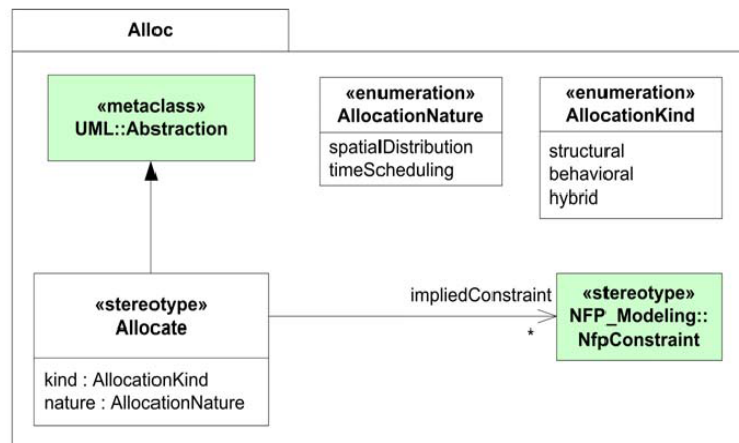 Alloc
«metaclass»
UML::Abstraction
«enumeration»
AllocationNature
spatialDistribution
timeScheduling
«enumeration»
AllocationKind
structural
behavioral
hybrid
«stereotype»
Allocate
kind : AllocationKind
nature : AllocationNature
impliedConstraint
*
«stereotype»
NFP_Modeling::
NfpConstraint